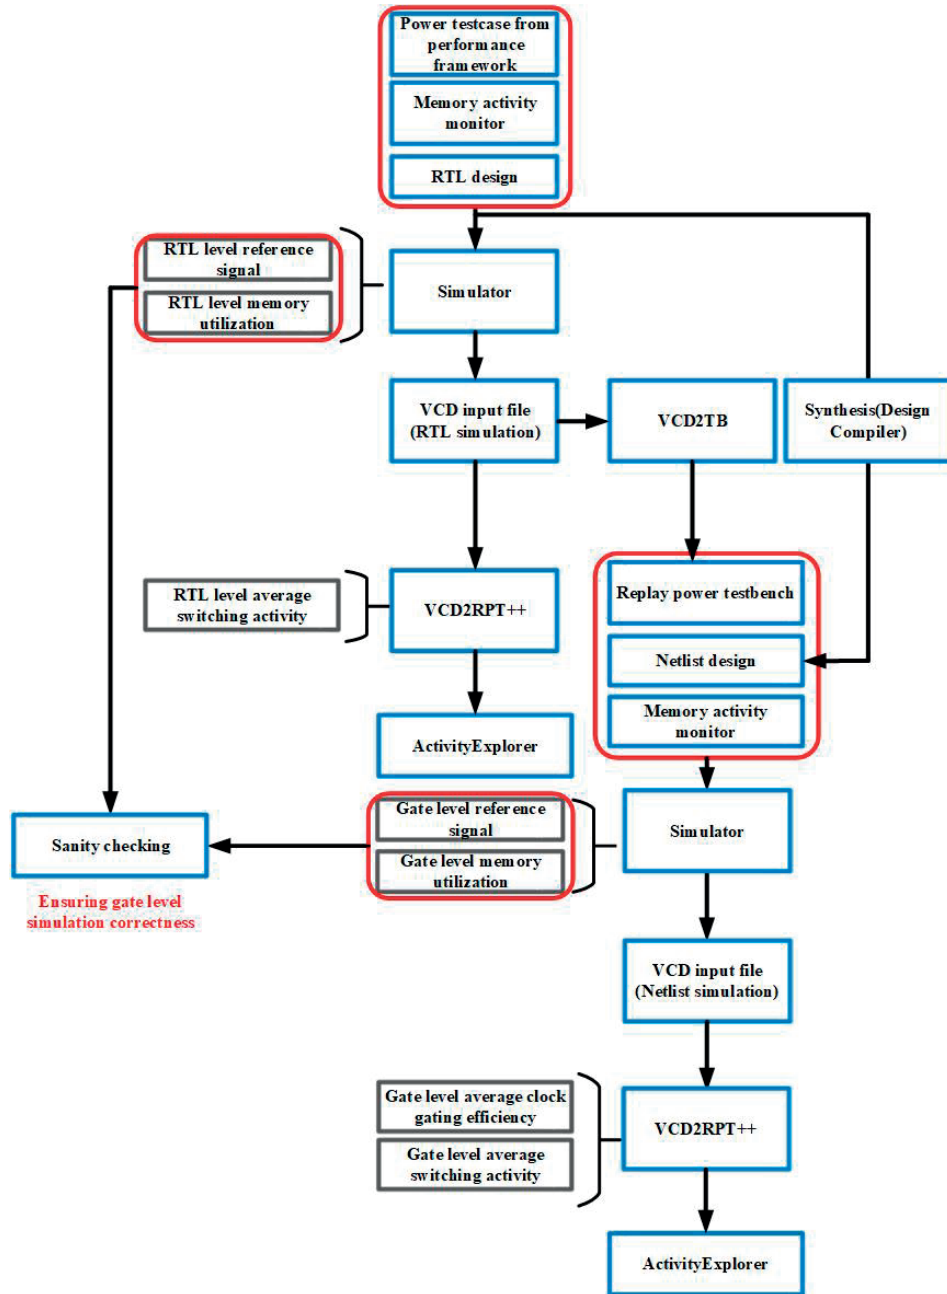 Power testcase from
performance
framework
Memory activity
monitor
RTL design
RTL level reference
signal
RTL level memory
utilization
Simulator
VCD input file
(RTL simulation)
VCD2TB
Synthesis(Design
Compiler)
RTL level average
switching activity
VCD2RPT++
Replay power testbench
Netlist design
Memory activity
monitor
ActivityExplorer
Gate level reference
signal
Gate level memory
utilization
Simulator
Sanity checking
Ensuring gate level
simulation correctness
VCD input file
(Netlist simulation)
Gate level average clock
gating efficiency
Gate level average
switching activity
VCD2RPT++
ActivityExplorer